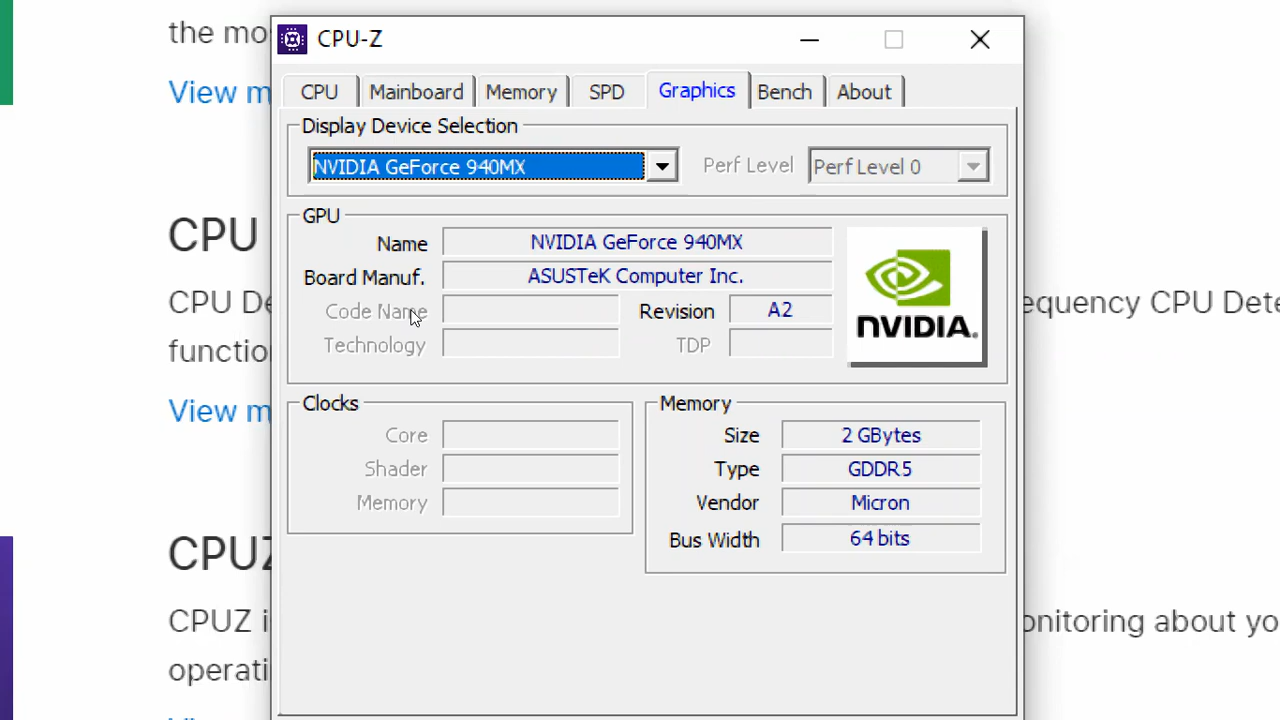 the mo
CPU-Z
View m
CPU Mainboard Memory SPD Graphics Bench About
Display Device Selection
NVIDIA GeForce 940MX Perf Level Perf Level 0
GPU
CPU
Name NVIDIA GeForce 940MX
Board Manuf. ASUSTeK Computer Inc.
CPU De
Code Name Revision A2
equency CPU Dete
NVIDIA.
Technology TDP
function
View m
Clocks
Memory
Core
Size 2 GBytes
Shader
Type GDDR5
Memory
Vendor Micron
Bus Width 64 bits
CPUZ
CPUZ i
onitoring about yo
operati